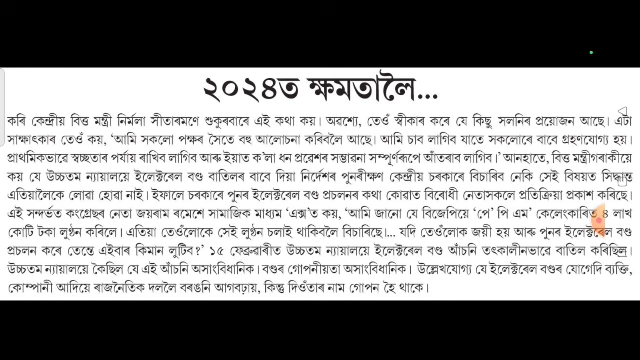 ২০২৪ত ক্ষমতালৈ...
কৰি কেন্দ্ৰীয় বিত্ত মন্ত্ৰী নিৰ্মলা সীতাৰমণে শুকুৰবাৰে এই কথা কয়। অৱশ্যে, তেওঁ স্বীকাৰ কৰে যে কিছু সলনিৰ প্ৰয়োজন আছে। এটা
সাক্ষাৎকাৰ তেওঁ কয়, ‘আমি সকলো পক্ষৰ সৈতে বহু আলোচনা কৰিবলৈ আছে। আমি চাব লাগিব যাতে সকলোৰে বাবে গ্ৰহণযোগ্য হয়।
প্ৰাথমিকভাৱে স্বচ্ছতাৰ পৰ্যায় ৰাখিব লাগিব আৰু ইয়াত ক’লা ধন প্ৰৱেশৰ সম্ভাৱনা সম্পূৰ্ণৰূপে আঁতৰাব লাগিব।’ আনহাতে, বিত্ত মন্ত্ৰীগৰাকীয়ে
কয় যে উচ্চতম ন্যায়ালয়ে ইলেক্টৰেল বণ্ড বাতিলৰ বাবে দিয়া নিৰ্দেশৰ পুনৰীক্ষণ কেন্দ্ৰীয় চৰকাৰে বিচাৰিব নেকি সেই বিষয়ত সিদ্ধান্ত
এতিয়ালৈকে লোৱা হোৱা নাই। ইফালে চৰকাৰে পুনৰ ইলেক্টৰেল বণ্ড প্ৰচলনৰ কথা কোৱাত বিৰোধী নেতাসকলে প্ৰতিক্ৰিয়া প্ৰকাশ কৰিছে।
এই সন্দৰ্ভত কংগ্ৰেছৰ নেতা জয়ৰাম ৰমেশে সামাজিক মাধ্যম ‘এক্স’ত কয়, ‘আমি জানো যে বিজেপিয়ে ‘পে’ পি এম’ কেলেংকাৰিত ৪ লাখ
কোটি টকা লুণ্ঠন কৰিলে। এতিয়া তেওঁলোকে সেই লুণ্ঠন চলাই থাকিবলৈ বিচাৰিছে।... যদি তেওঁলোক জয়ী হয় আৰু পুনৰ ইলেক্টৰেল বণ্ড
প্ৰচলন কৰে তেন্তে এইবাৰ কিমান লুটিব?’ ১৫ ফেব্ৰুৱাৰীত উচ্চতম ন্যায়ালয়ে ইলেক্টৰেল বণ্ড আঁচনি তৎকালীনভাৱে বাতিল কৰিছিল।
উচ্চতম ন্যায়ালয়ে কৈছিল যে এই আঁচনি অসাংবিধানিক। বণ্ডৰ গোপনীয়তা অসাংবিধানিক। উল্লেখযোগ্য যে ইলেক্টৰেল বণ্ডৰ যোগেদি ব্যক্তি,
কোম্পানী আদিয়ে ৰাজনৈতিক দললৈ বৰঙনি আগবঢ়ায়, কিন্তু দিওঁতাৰ নাম গোপন হৈ থাকে।